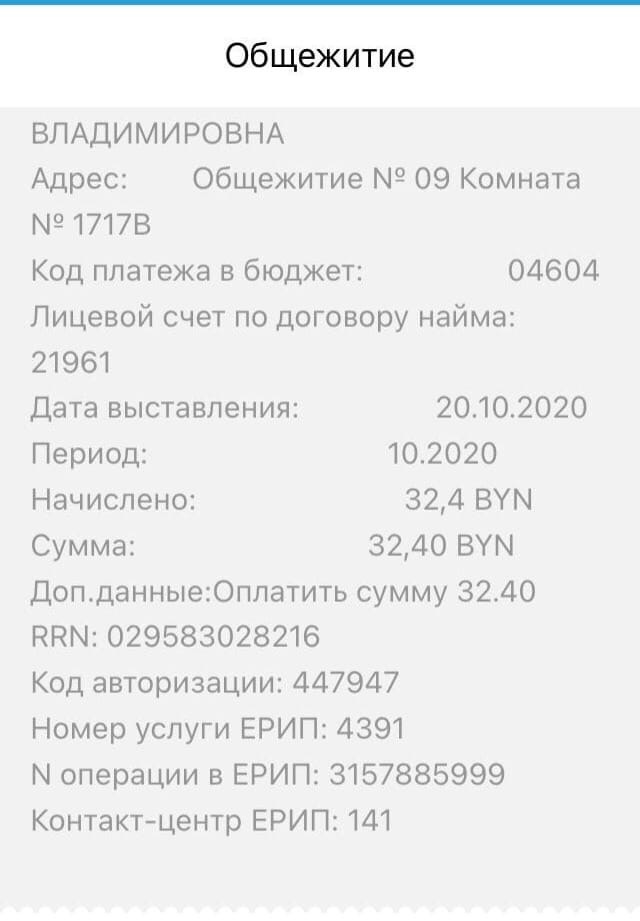 Общежитие
ВЛАДИМИРОВНА
Адрес: Общежитие № 09 Комната
№ 1717В
Код платежа в бюджет: 04604
Лицевой счет по договору найма:
21961
Дата выставления: 20.10.2020
Период: 10.2020
Начислено: 32,4 BYN
Сумма: 32,40 BYN
Доп.данные:Оплатить сумму 32.40
RRN: 029583028216
Код авторизации: 447947
Номер услуги ЕРИП: 4391
N операции в ЕРИП: 3157885999
Контакт-центр ЕРИП: 141